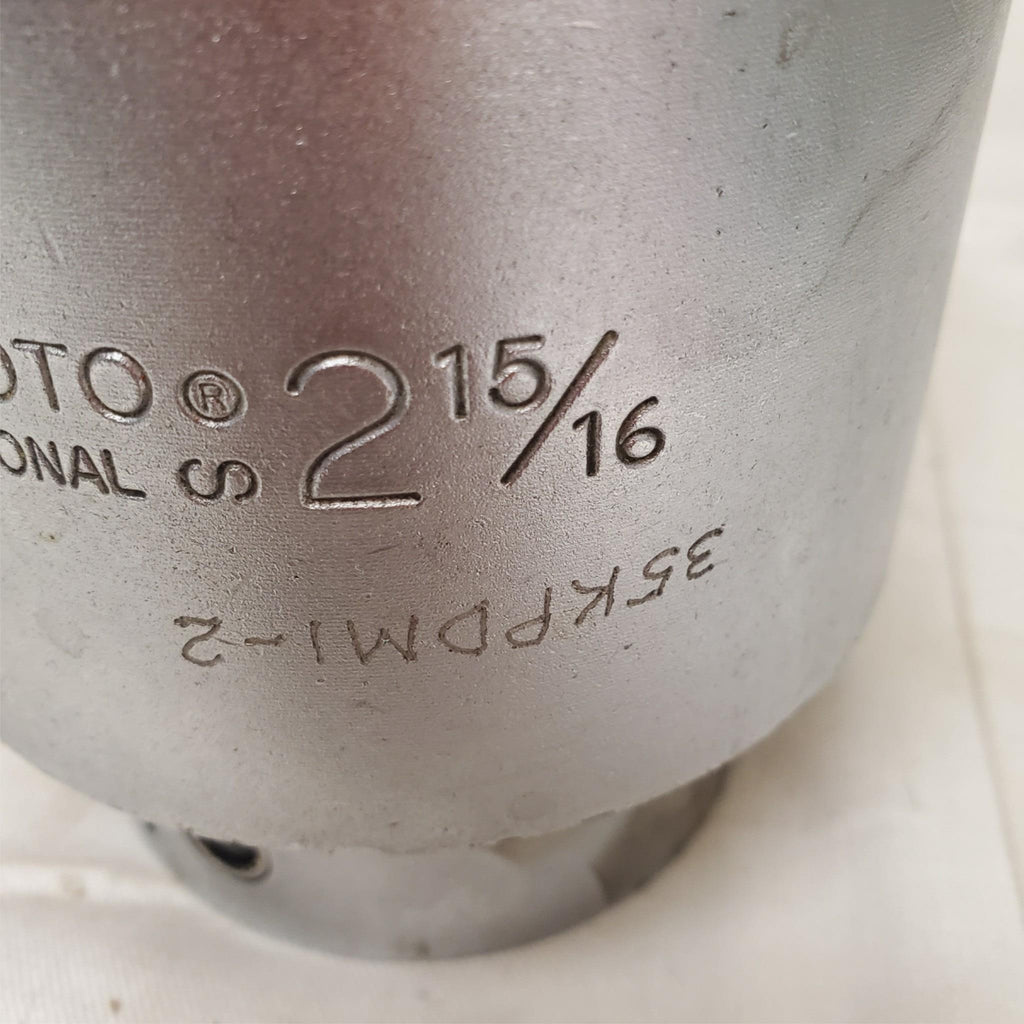 OTO ® 2 15/16
ONAL S
35KPDM1-2